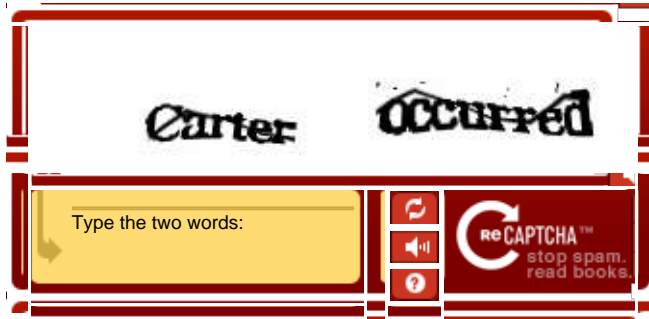 Carter occurred
Type the two words:
ReCAPTCHA™
stop spam.
read books.